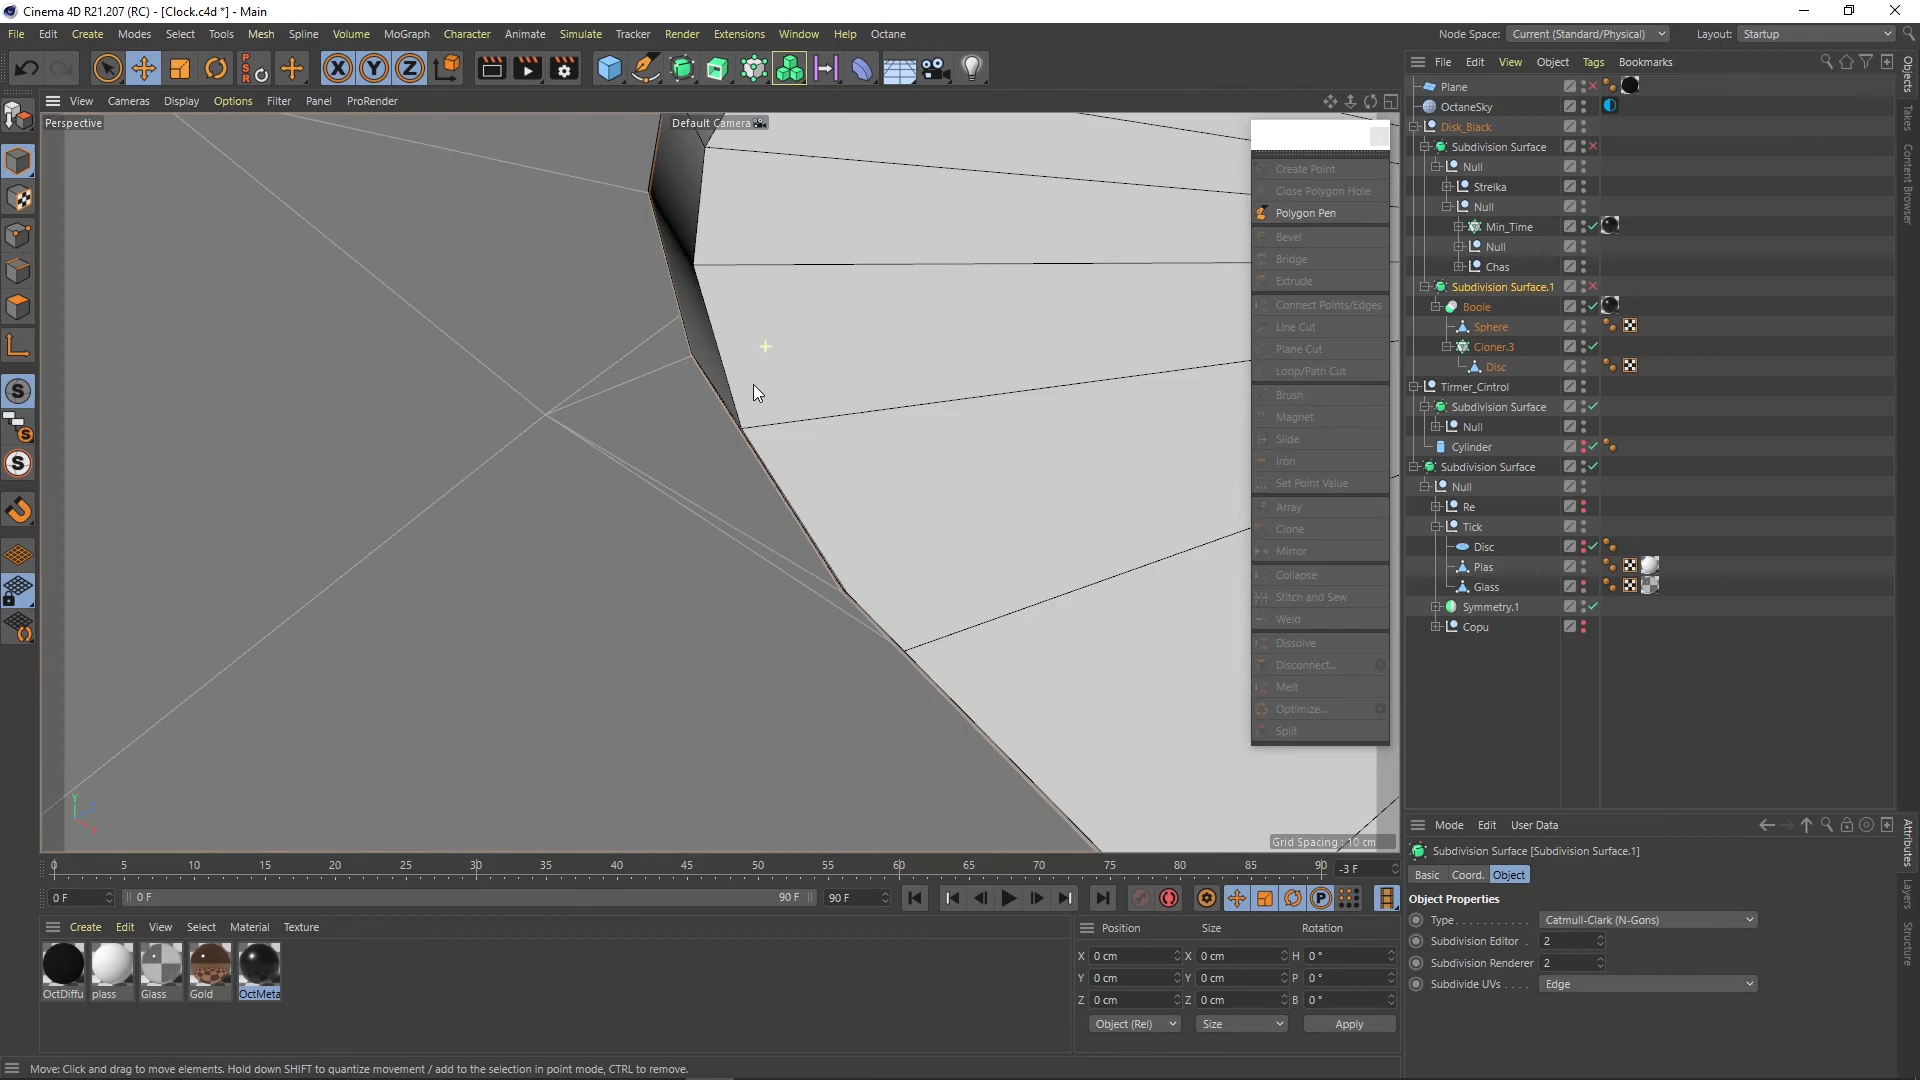 Cinema 4D R21.207 (RC) - [Clock.c4d *] - Main
File Edit Create Modes Select Tools Mesh Spline Volume MoGraph Character Animate Simulate Tracker Render Extensions Window Help Octane
Node Space: Current (Standard/Physical) Layout: Startup
PSR X Y Z
File Edit View Object Tags Bookmarks
View Cameras Display Options Filter Panel ProRender
Perspective
Default Camera
Create Point
Close Polygon Hole
Polygon Pen
Bevel
Bridge
Extrude
Connect Points/Edges
Line Cut
Plane Cut
Loop/Path Cut
Brush
Magnet
Slide
Iron
Set Point Value
Array
Clone
Mirror
Collapse
Stitch and Sew
Weld
Dissolve
Disconnect...
Melt
Optimize...
Split
Grid Spacing : 10 cm
Plane
OctaneSky
Disk_Black
Subdivision Surface
Null
Strelka
Null
Min_Time
Null
Chas
Subdivision Surface.1
Boole
Sphere
Cloner.3
Disc
Tirmer_Cintrol
Subdivision Surface
Null
Cylinder
Subdivision Surface
Null
Re
Tick
Disc
Plas
Glass
Symmetry.1
Copu
Objects
Takes
Content Browser
Attributes
Layers
Structure
Mode Edit User Data
Subdivision Surface [Subdivision Surface.1]
Basic Coord. Object
Object Properties
Type Catmull-Clark (N-Gons)
Subdivision Editor 2
Subdivision Renderer 2
Subdivide UVs Edge
0 5 10 15 20 25 30 35 40 45 50 55 60 65 70 75 80 85 90 -3 F
0 F 0 F 90 F 90 F
Create Edit View Select Material Texture
OctDiffu plass Glass Gold OctMeta
Position Size Rotation
X 0 cm X 0 cm H 0 °
Y 0 cm Y 0 cm P 0 °
Z 0 cm Z 0 cm B 0 °
Object (Rel) Size Apply
Move: Click and drag to move elements. Hold down SHIFT to quantize movement / add to the selection in point mode, CTRL to remove.